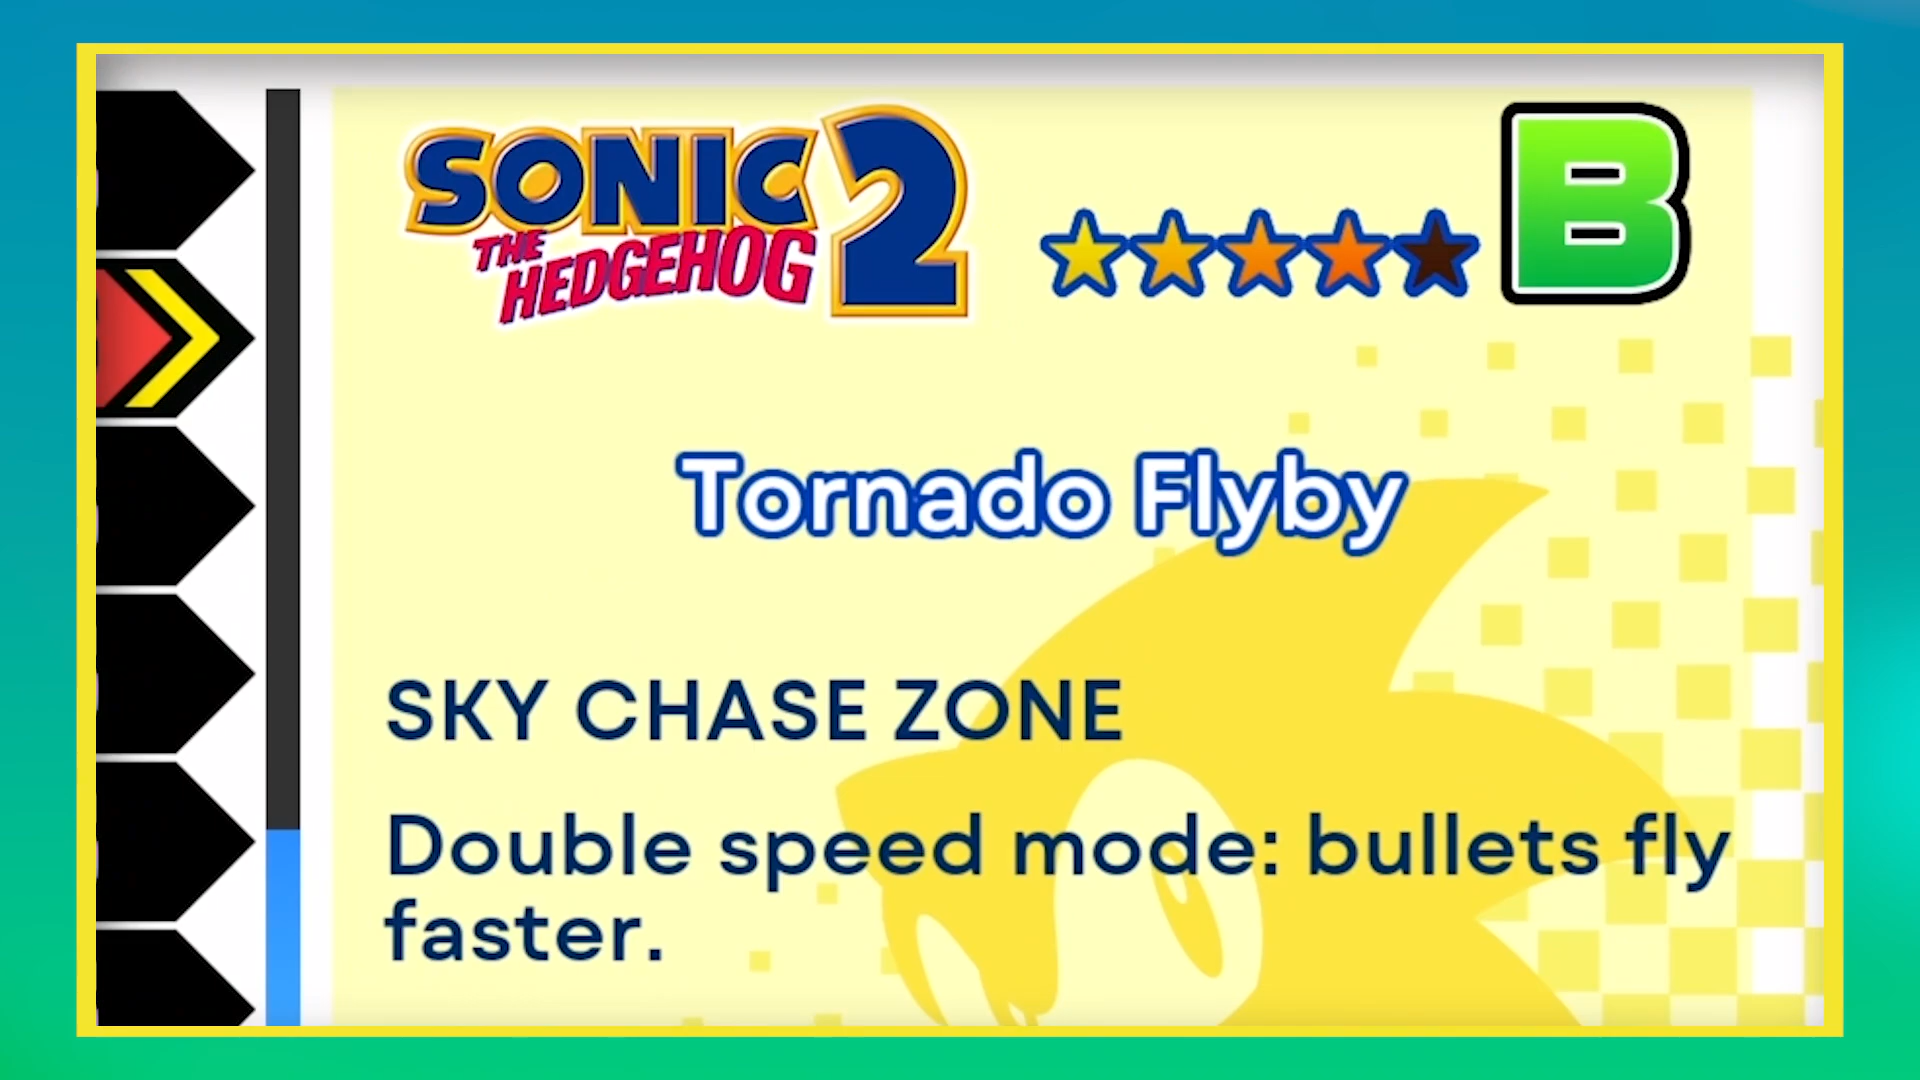 SONIC 2
THE
HEDGEHOG
B
Tornado Flyby
SKY CHASE ZONE
Double speed mode: bullets fly
faster.